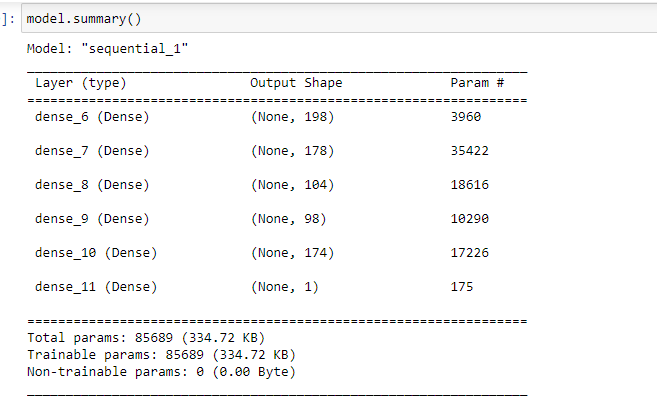 ]: model.summary()
Model: "sequential_1"
Layer (type) Output Shape Param #
dense_6 (Dense) (None, 198) 3960
dense_7 (Dense) (None, 178) 35422
dense_8 (Dense) (None, 104) 18616
dense_9 (Dense) (None, 98) 10290
dense_10 (Dense) (None, 174) 17226
dense_11 (Dense) (None, 1) 175
Total params: 85689 (334.72 KB)
Trainable params: 85689 (334.72 KB)
Non-trainable params: 0 (0.00 Byte)